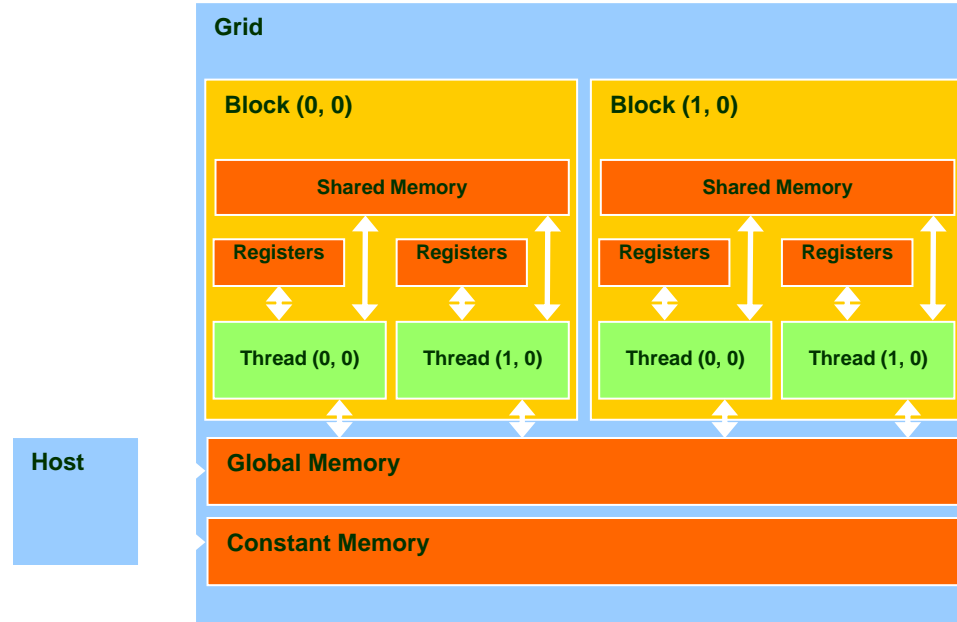 Grid
Block (0, 0)
Block (1, 0)
Shared Memory
Shared Memory
Registers
Registers
Registers
Registers
Thread (0, 0)
Thread (1, 0)
Thread (0, 0)
Thread (1, 0)
Host
Global Memory
Constant Memory